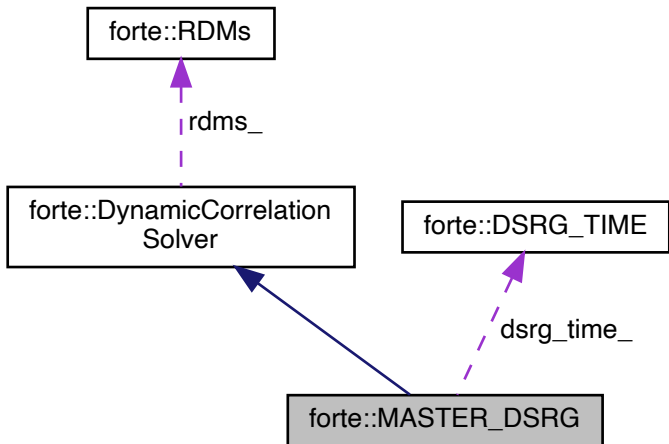 forte::RDMs
rdms_
forte::DynamicCorrelation
Solver
forte::DSRG_TIME
dsrg_time_
forte::MASTER_DSRG